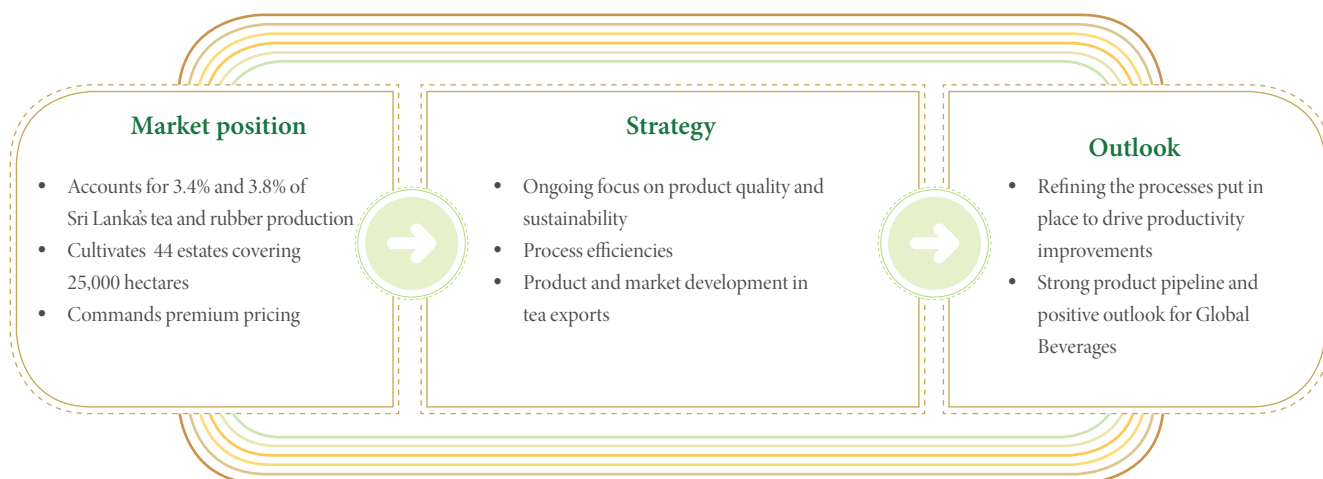 Market position
• Accounts for 3.4% and 3.8% of
Sri Lanka's tea and rubber production
• Cultivates 44 estates covering
25,000 hectares
• Commands premium pricing
Strategy
• Ongoing focus on product quality and
sustainability
• Process efficiencies
• Product and market development in
tea exports
Outlook
• Refining the processes put in
place to drive productivity
improvements
• Strong product pipeline and
positive outlook for Global
Beverages